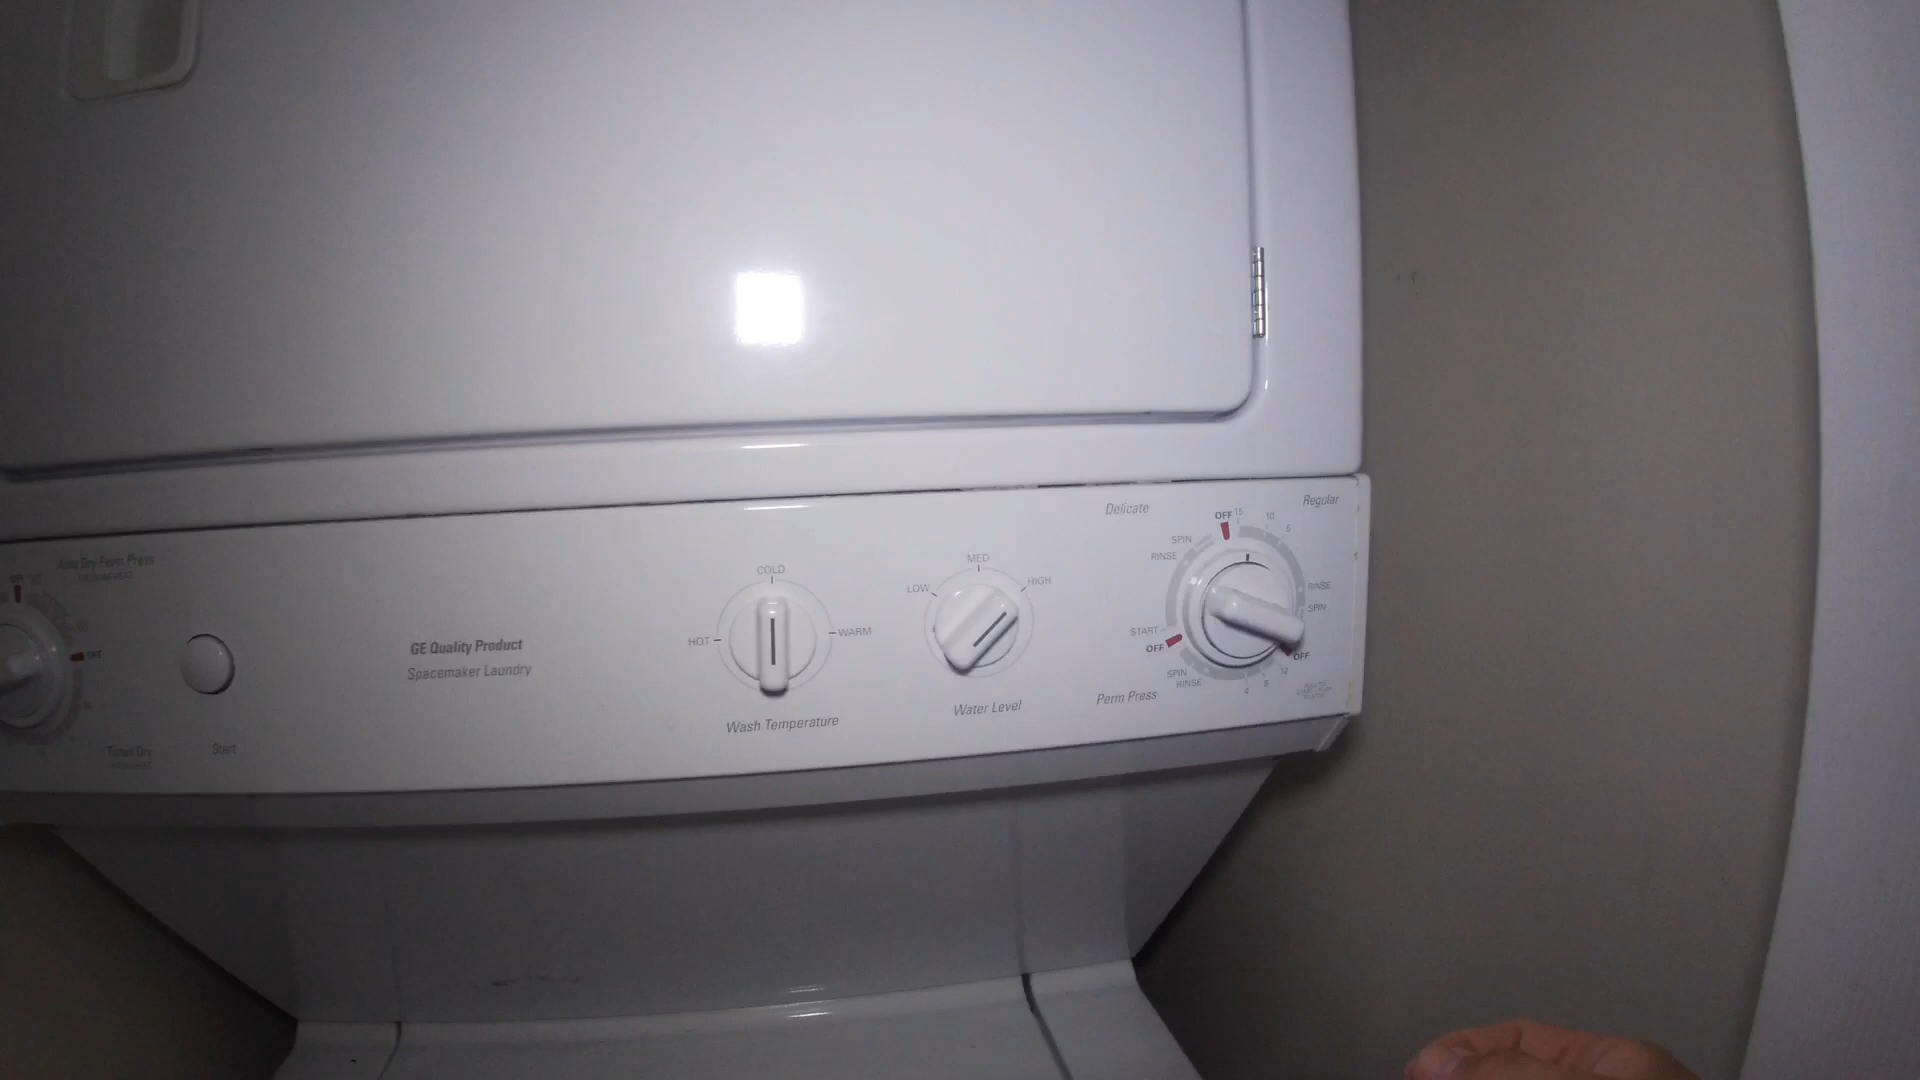 Delicate
Regular
OFF 15 10 5
SPIN
RINSE
RINSE
SPIN
START
OFF
OFF
SPIN
RINSE
12
8
4
Perm Press
LOW MED HIGH
Water Level
COLD
HOT WARM
Wash Temperature
GE Quality Product
Spacemaker Laundry
Auto Dry-Perm Press
OFF
OFF
Timed Dry
Start